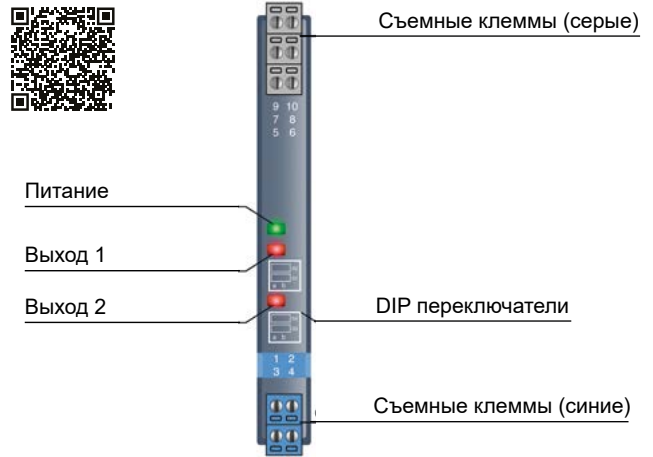 Съемные клеммы (серые)
9 10
7 8
5 6
Питание
Выход 1
a b
Выход 2
DIP переключатели
a b
1 2
3 4
Съемные клеммы (синие)